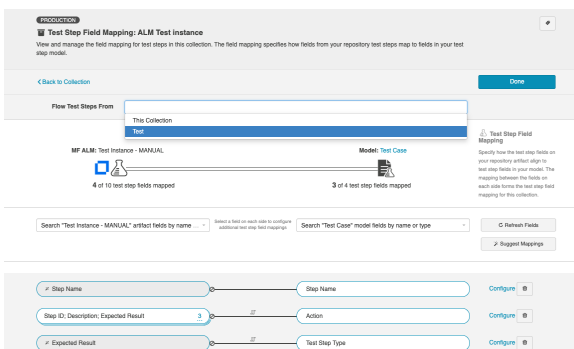 PRODUCTION
Test Step Field Mapping: ALM Test instance
View and manage the field mapping for test steps in this collection. The field mapping specifies how fields from your repository test steps map to fields in your test
step model.
Back to Collection
Done
Flow Test Steps From
This Collection
Test
MF ALM: Test Instance - MANUAL
4 of 10 test step fields mapped
Model: Test Case
3 of 4 test step fields mapped
Test Step Field
Mapping
Specify how the test step fields on
your repository artifact align to
test step fields in your model. The
mapping between the fields on
each side forms the test step field
mapping for this collection.
Search "Test Instance - MANUAL" artifact fields by name ...
Select a field on each side to configure
additional test step field mappings
Search "Test Case" model fields by name or type
Refresh Fields
Suggest Mappings
Step Name
Step Name
Configure
Step ID; Description; Expected Result 3
Action
Configure
Expected Result
Test Step Type
Configure